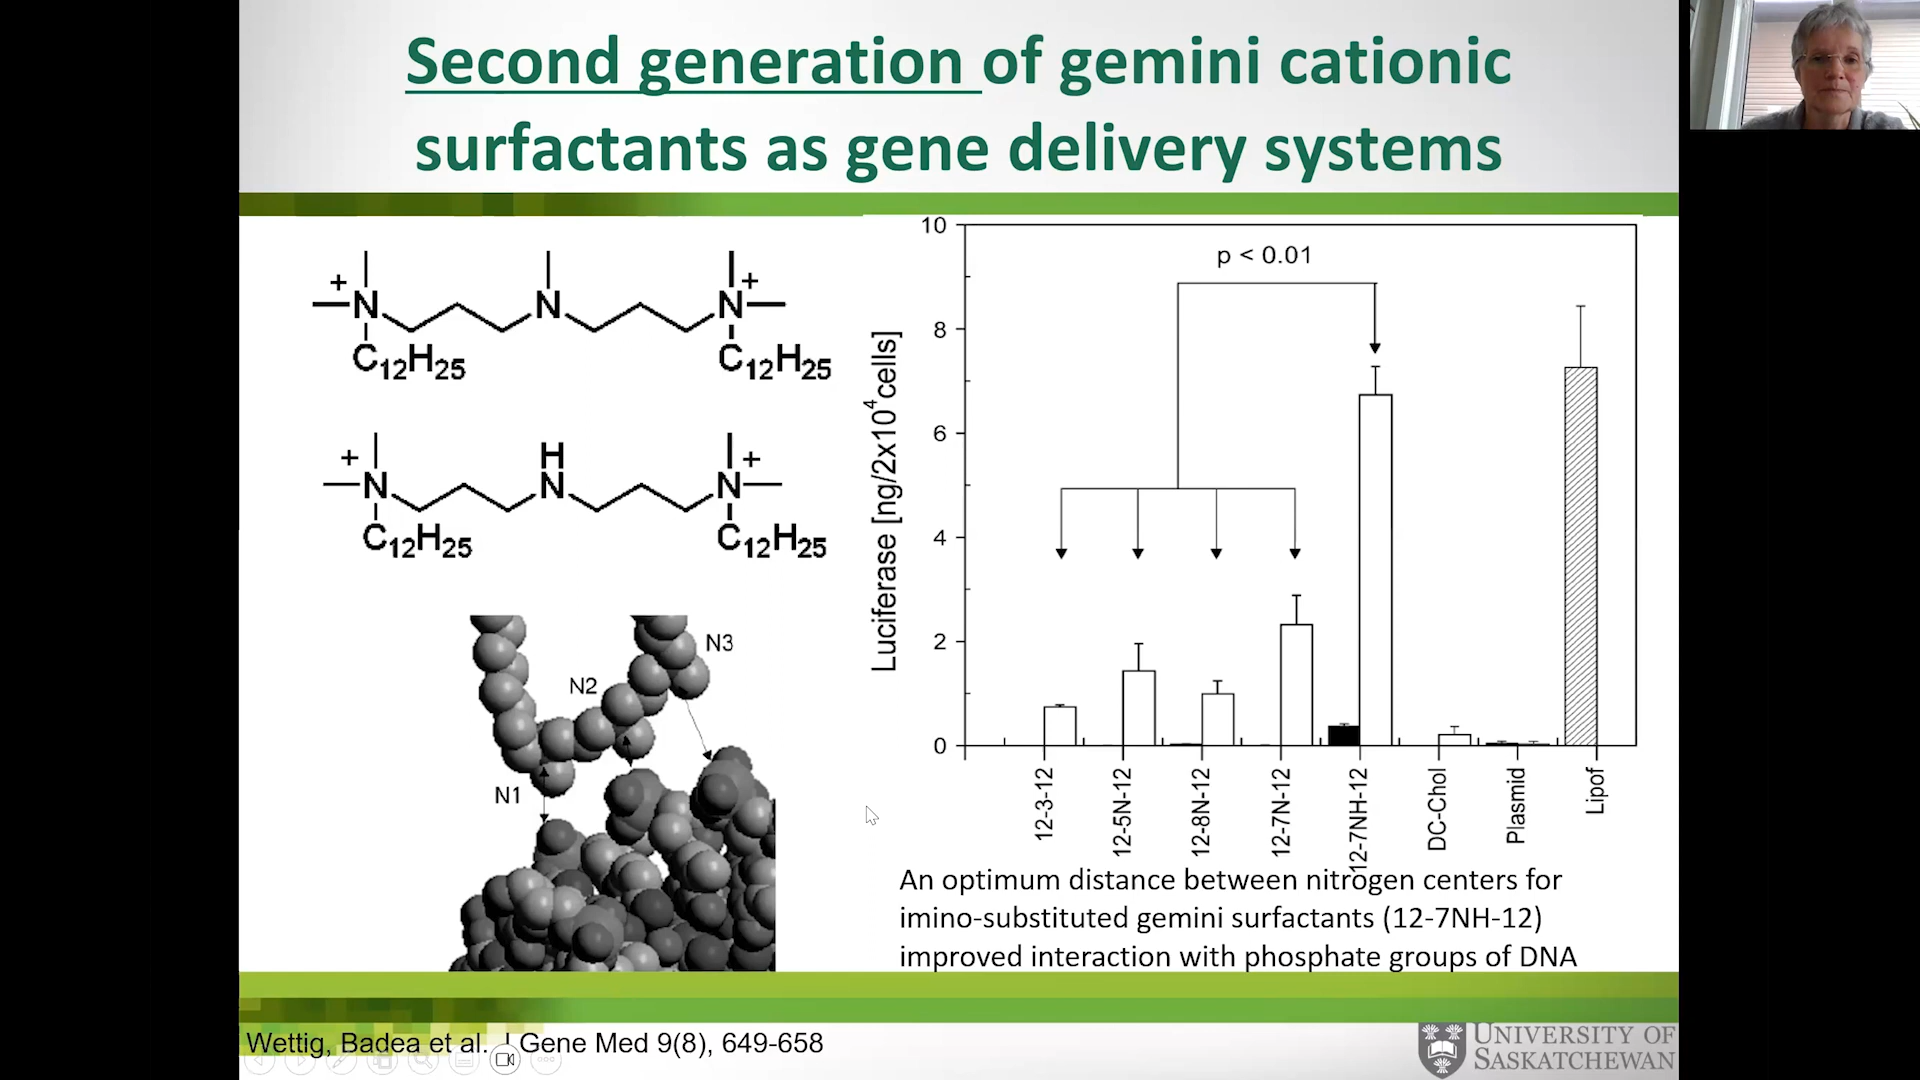 Second generation of gemini cationic
surfactants as gene delivery systems
+
N
N
N
+
C12H25
C12H25
+
N
H
N
N
+
C12H25
C12H25
N1
N2
N3
10
8
6
4
2
0
Luciferase [ng/2x10⁴cells]
p < 0.01
12-3-12
12-5N-12
12-8N-12
12-7N-12
12-7NH-12
DC-Chol
Plasmid
Lipof
An optimum distance between nitrogen centers for
imino-substituted gemini surfactants (12-7NH-12)
improved interaction with phosphate groups of DNA
Wettig, Badea et al. J Gene Med 9(8), 649-658
UNIVERSITY OF
SASKATCHEWAN